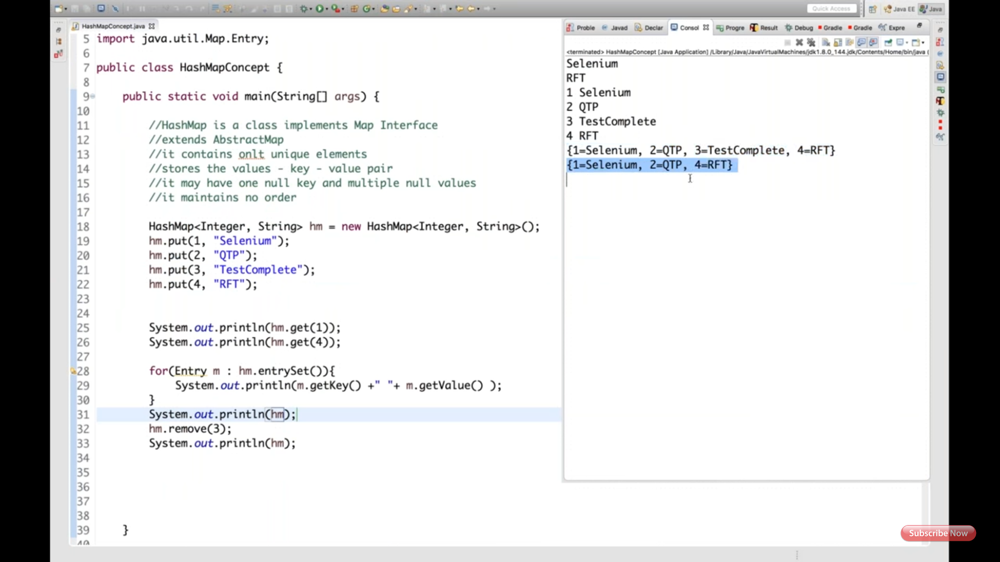 Quick Access
Java EE
Java
HashMapConcept.java
5 import java.util.Map.Entry;
6
7 public class HashMapConcept {
8
9 public static void main(String[] args) {
10
11 //HashMap is a class implements Map Interface
12 //extends AbstractMap
13 //it contains onlt unique elements
14 //stores the values - key - value pair
15 //it may have one null key and multiple null values
16 //it maintains no order
17
18 HashMap<Integer, String> hm = new HashMap<Integer, String>();
19 hm.put(1, "Selenium");
20 hm.put(2, "QTP");
21 hm.put(3, "TestComplete");
22 hm.put(4, "RFT");
23
24
25 System.out.println(hm.get(1));
26 System.out.println(hm.get(4));
27
28 for(Entry m : hm.entrySet()){
29 System.out.println(m.getKey() +" "+ m.getValue() );
30 }
31 System.out.println(hm);
32 hm.remove(3);
33 System.out.println(hm);
34
35
36
37
38
39 }
40
Proble Javad Declar Consol Progre Result Debug Gradle Gradle Expre
<terminated> HashMapConcept [Java Application] /Library/Java/JavaVirtualMachines/jdk1.8.0_144.jdk/Contents/Home/bin/java (
Selenium
RFT
1 Selenium
2 QTP
3 TestComplete
4 RFT
{1=Selenium, 2=QTP, 3=TestComplete, 4=RFT}
{1=Selenium, 2=QTP, 4=RFT}
Subscribe Now